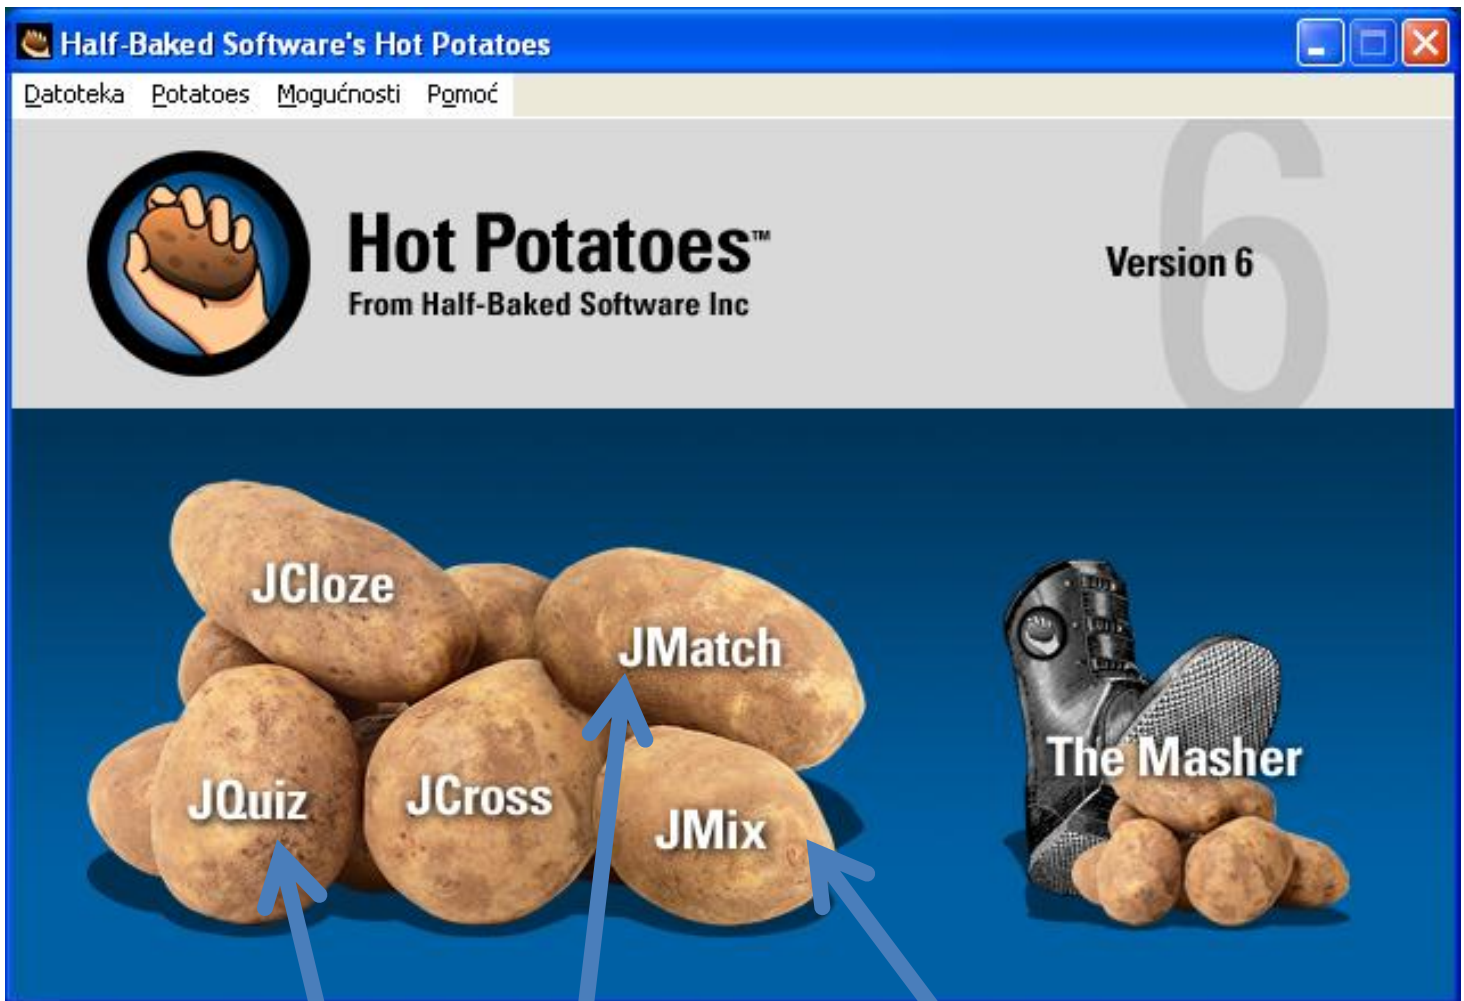 Half-Baked Software's Hot Potatoes
Datoteka Potatoes Mogućnosti Pomoć
6
Hot Potatoes™
From Half-Baked Software Inc
Version 6
JCloze
JMatch
JQuiz
JCross
JMix
The Masher